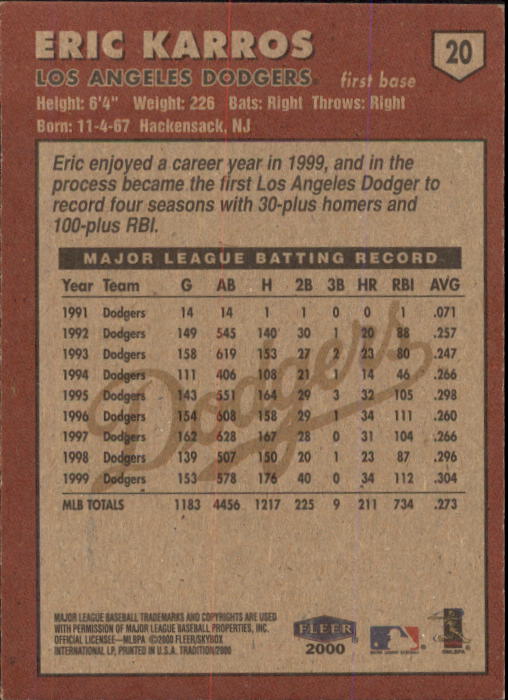 ERIC KARROS
20
LOS ANGELES DODGERS first base
Height: 6'4" Weight: 226 Bats: Right Throws: Right
Born: 11-4-67 Hackensack, NJ
Eric enjoyed a career year in 1999, and in the
process became the first Los Angeles Dodger to
record four seasons with 30-plus homers and
100-plus RBI.
MAJOR LEAGUE BATTING RECORD
Year Team G AB H 2B 3B HR RBI AVG
1991 Dodgers 14 14 1 1 0 0 1 .071
1992 Dodgers 149 545 140 30 1 20 88 .257
1993 Dodgers 158 619 153 27 2 23 80 .247
1994 Dodgers 111 406 108 21 1 14 46 .266
1995 Dodgers 143 551 164 29 3 32 105 .298
1996 Dodgers 154 608 158 29 1 34 111 .260
1997 Dodgers 162 628 167 28 0 31 104 .266
1998 Dodgers 139 507 150 20 1 23 87 .296
1999 Dodgers 153 578 176 40 0 34 112 .304
MLB TOTALS 1183 4456 1217 225 9 211 734 .273
Dodgers
MAJOR LEAGUE BASEBALL TRADEMARKS AND COPYRIGHTS ARE USED
WITH PERMISSION OF MAJOR LEAGUE BASEBALL PROPERTIES, INC.
OFFICIAL LICENSEE—MLBPA ©2000 FLEER/SKYBOX
INTERNATIONAL LP, PRINTED IN U.S.A. TRADITION/2000
FLEER
2000
MLBPA